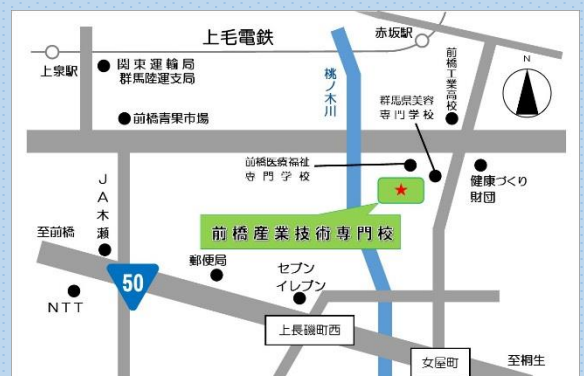 上毛電鉄
赤坂駅
上泉駅
関東運輸局
群馬陸運支局
前橋青果市場
桃ノ木川
前橋工業高校
N
群馬県美容
専門学校
前橋医療福祉
専門学校
健康づくり
財団
★
JA木瀬
前橋産業技術専門校
至前橋
50
郵便局
セブン
イレブン
NTT
上長磯町西
女屋町
至桐生